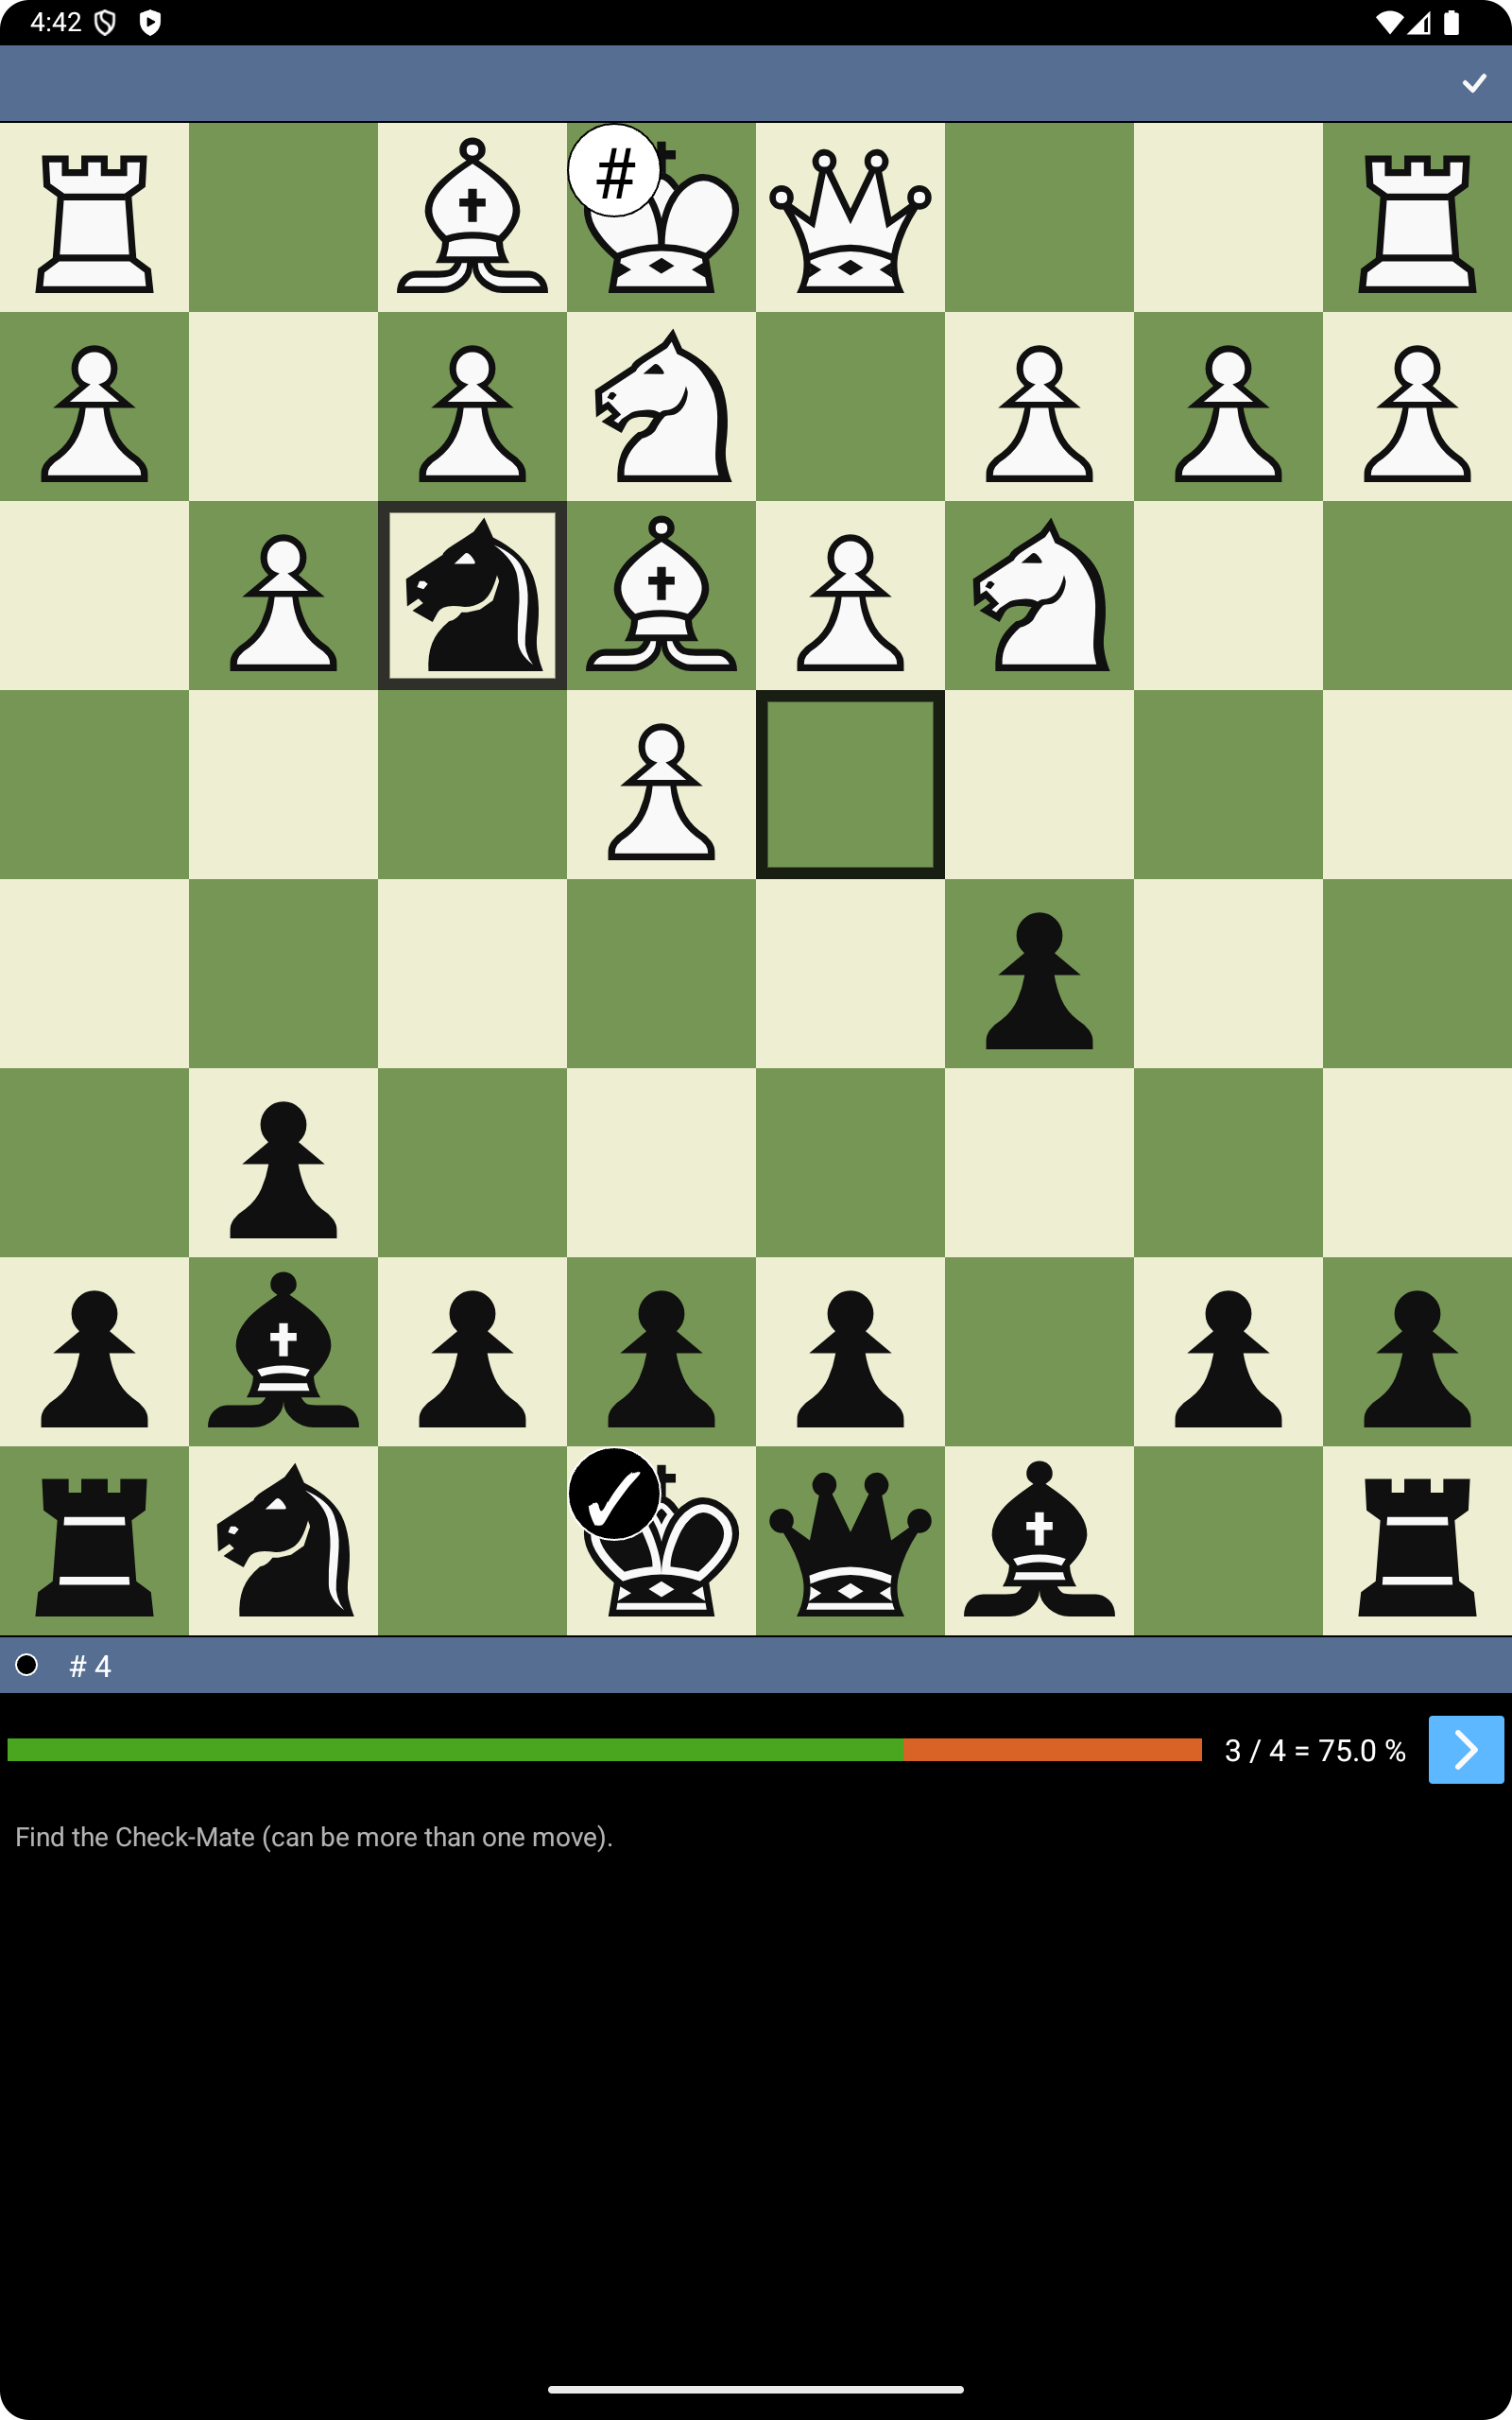 4:42
#
✓
# 4
3 / 4 = 75.0 %
Find the Check-Mate (can be more than one move).